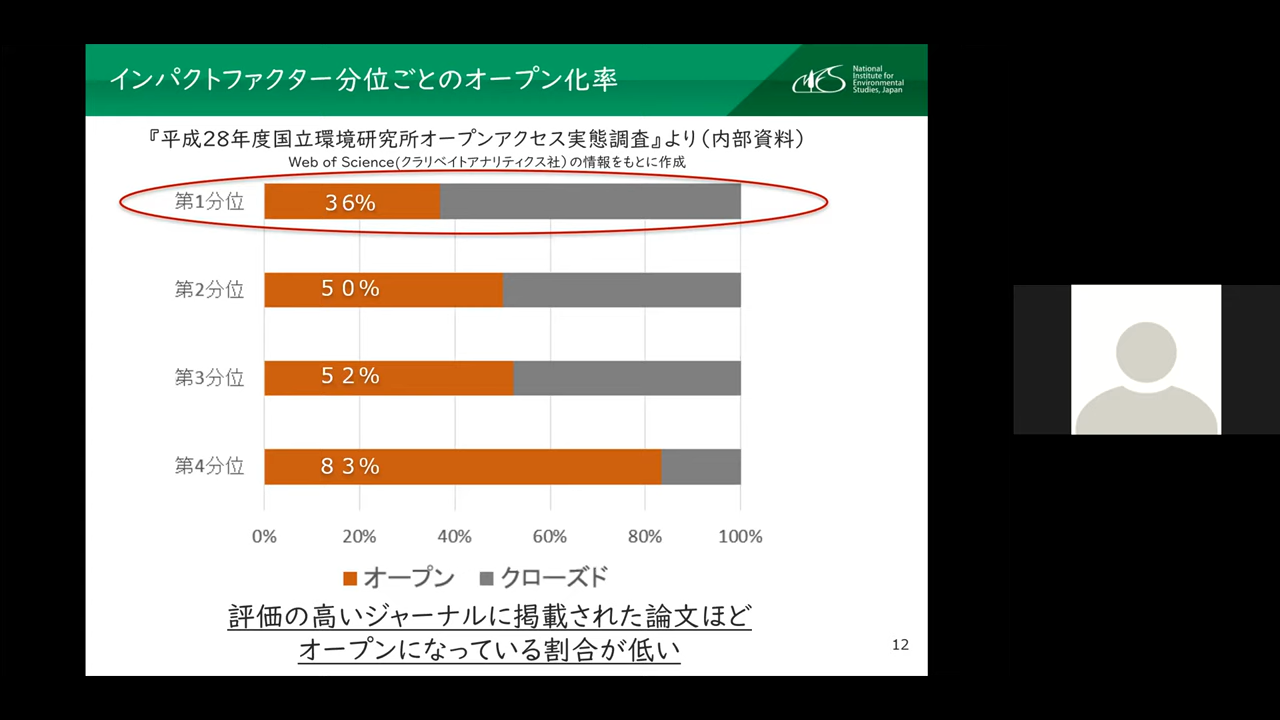 インパクトファクター分位ごとのオープン化率
National
Institute for
Environmental
Studies, Japan
『平成28年度国立環境研究所オープンアクセス実態調査』より(内部資料)
Web of Science(クラリベイトアナリティクス社)の情報をもとに作成
第1分位 36%
第2分位 50%
第3分位 52%
第4分位 83%
0% 20% 40% 60% 80% 100%
オープン クローズド
評価の高いジャーナルに掲載された論文ほど
オープンになっている割合が低い
12